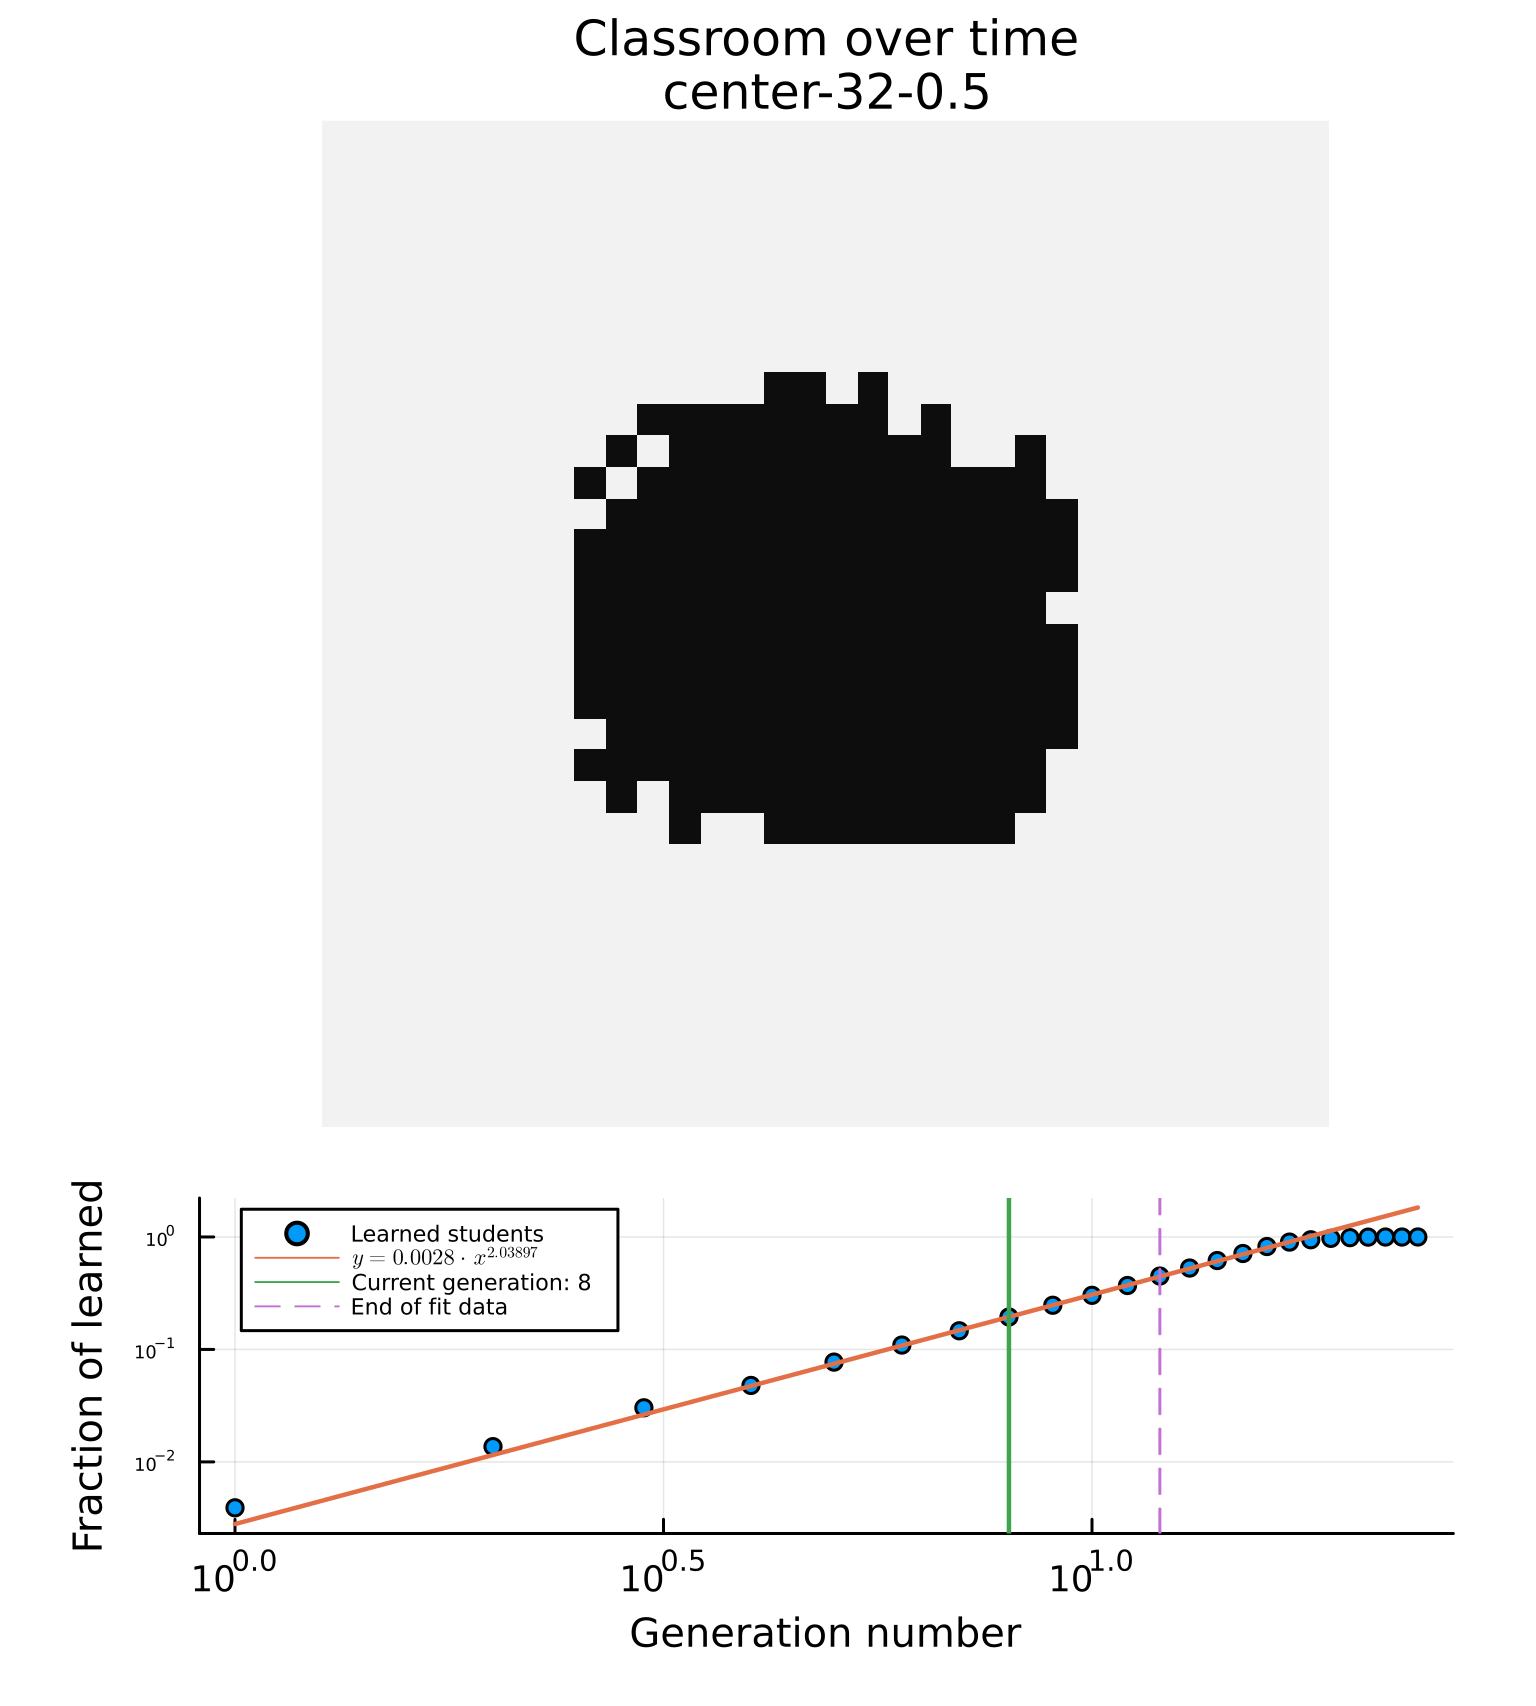 Classroom over time
center-32-0.5
Fraction of learned
10⁰
10⁻¹
10⁻²
Learned students
y = 0.0028 · x^2.03897
Current generation: 8
End of fit data
10^0.0 10^0.5 10^1.0
Generation number